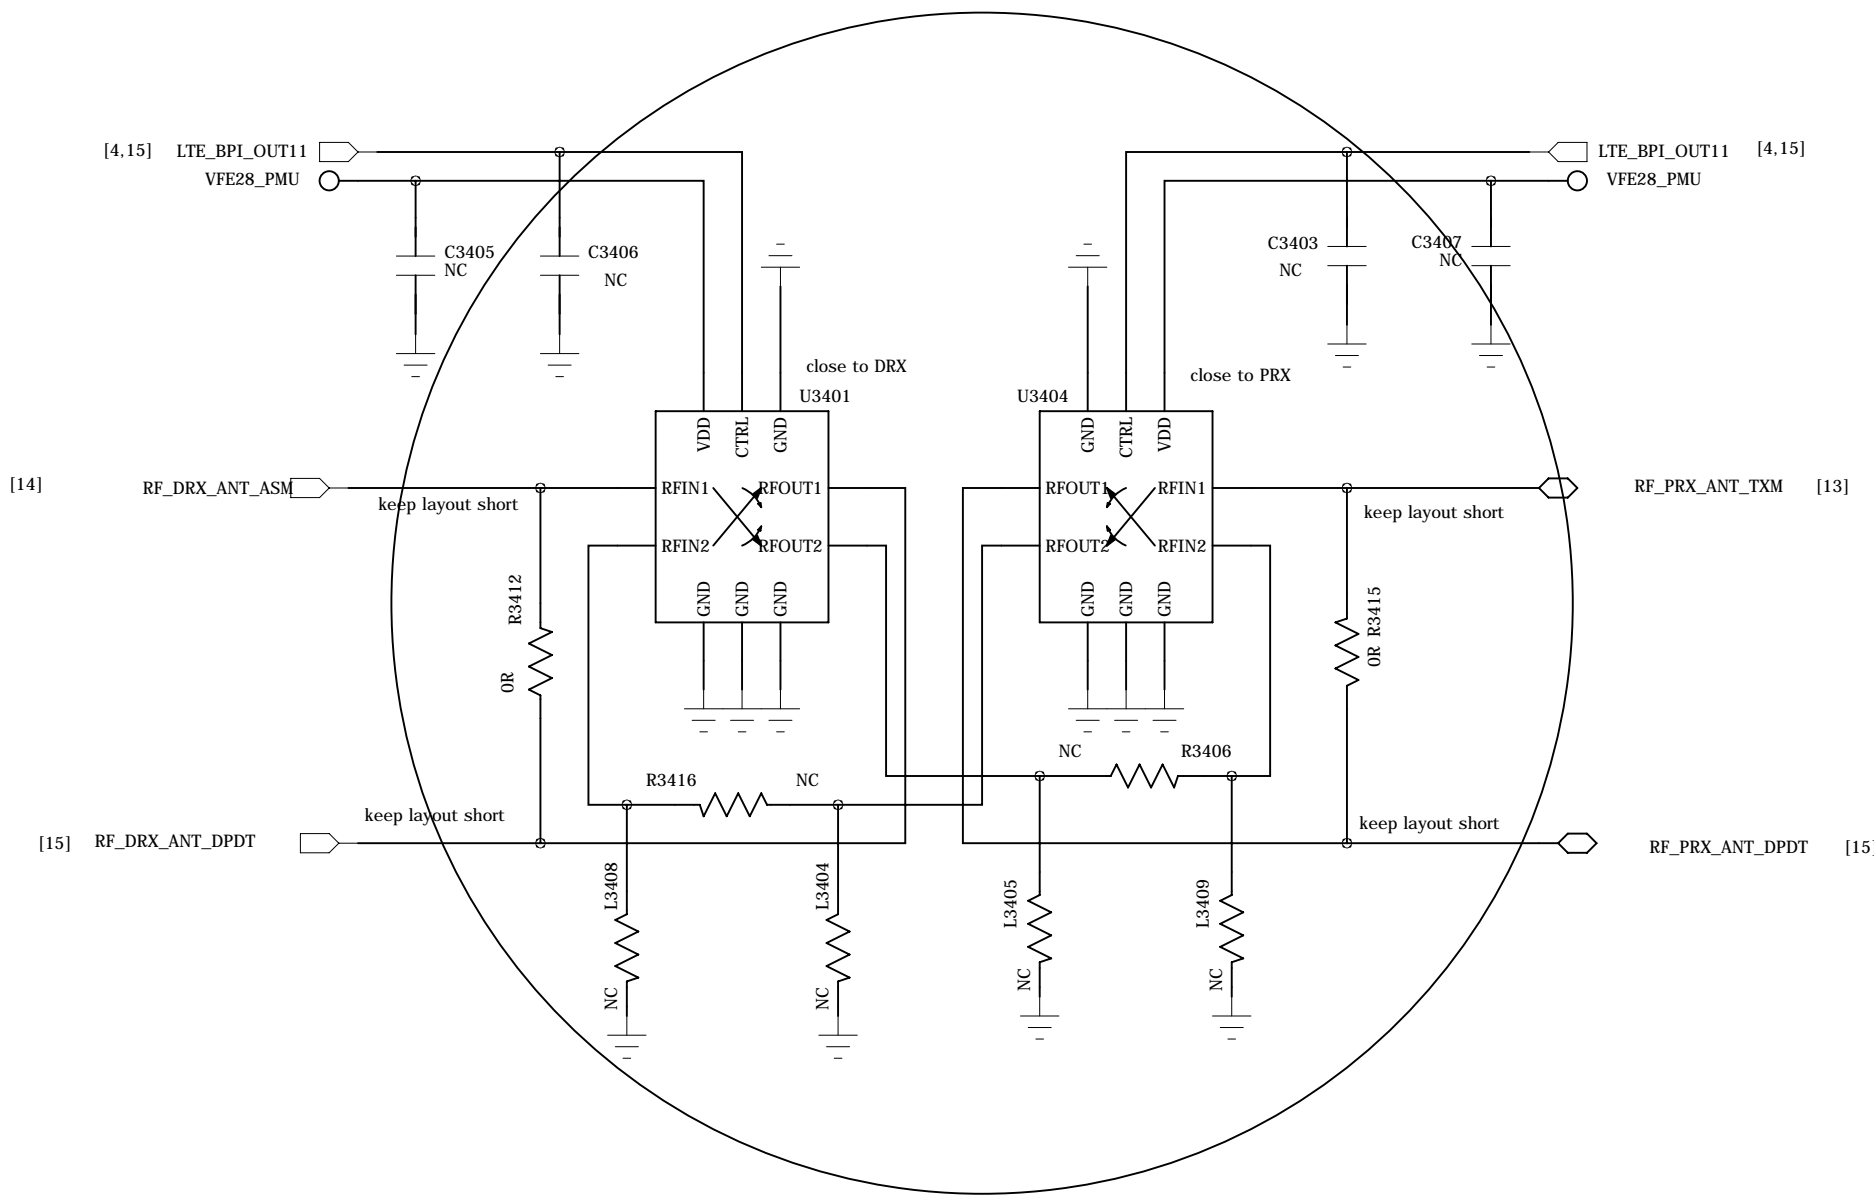 [4,15] LTE_BPI_OUT11
LTE_BPI_OUT11 [4,15]
VFE28_PMU
VFE28_PMU
C3405
NC
C3406
NC
C3403
NC
C3407
NC
close to DRX
U3401
close to PRX
U3404
VDD
CTRL
GND
GND
CTRL
VDD
[14] RF_DRX_ANT_ASM
keep layout short
RFIN1
RFOUT1
RFIN2
RFOUT2
GND
GND
GND
RFOUT1
RFIN1
RFOUT2
RFIN2
GND
GND
GND
RF_PRX_ANT_TXM [13]
keep layout short
R3412
0R
0R R3415
R3416
NC
NC
R3406
keep layout short
[15] RF_DRX_ANT_DPDT
keep layout short
RF_PRX_ANT_DPDT [15]
L3408
NC
L3404
NC
L3405
NC
L3409
NC